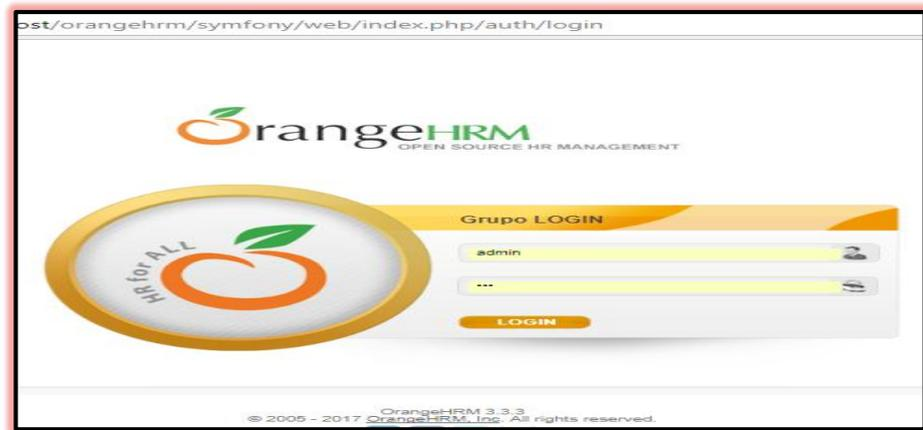 ost/orangehrm/symfony/web/index.php/auth/login
OrangeHRM
OPEN SOURCE HR MANAGEMENT
HR for ALL
Grupo LOGIN
admin
---
LOGIN
OrangeHRM 3.3.3
© 2005 - 2017 OrangeHRM, Inc. All rights reserved.